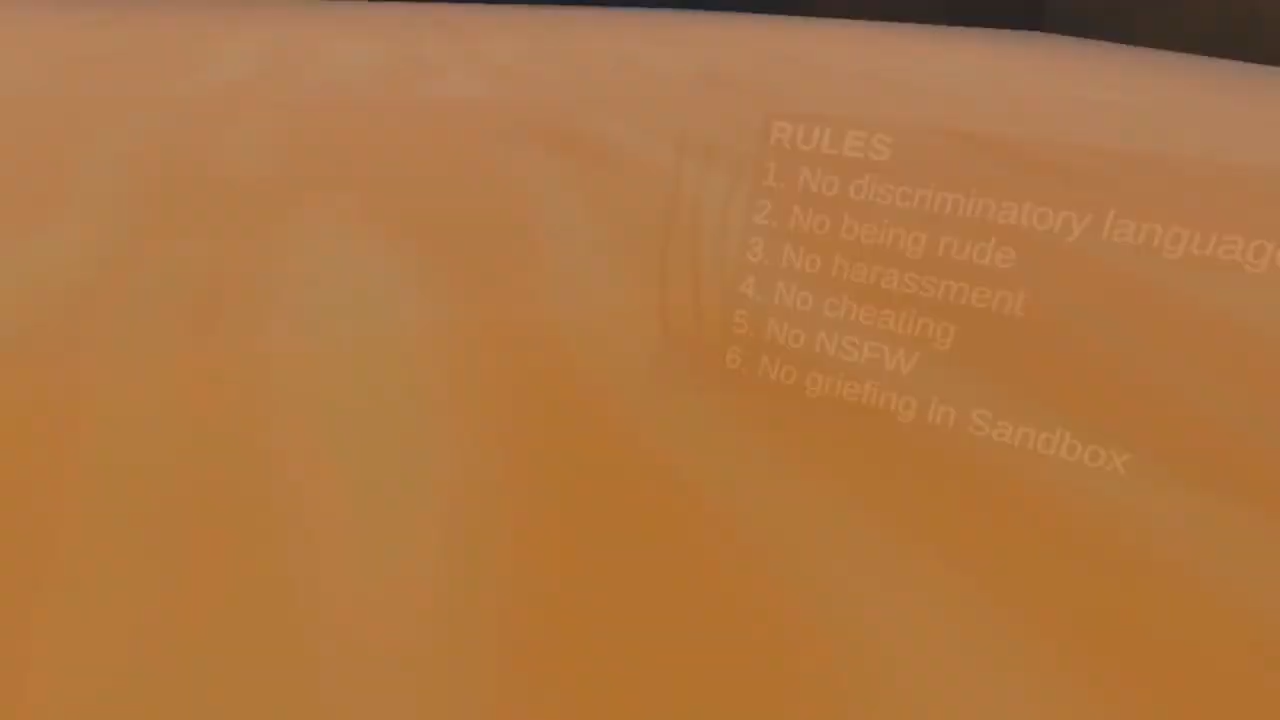 RULES
1. No discriminatory language
2. No being rude
3. No harassment
4. No cheating
5. No NSFW
6. No griefing in Sandbox